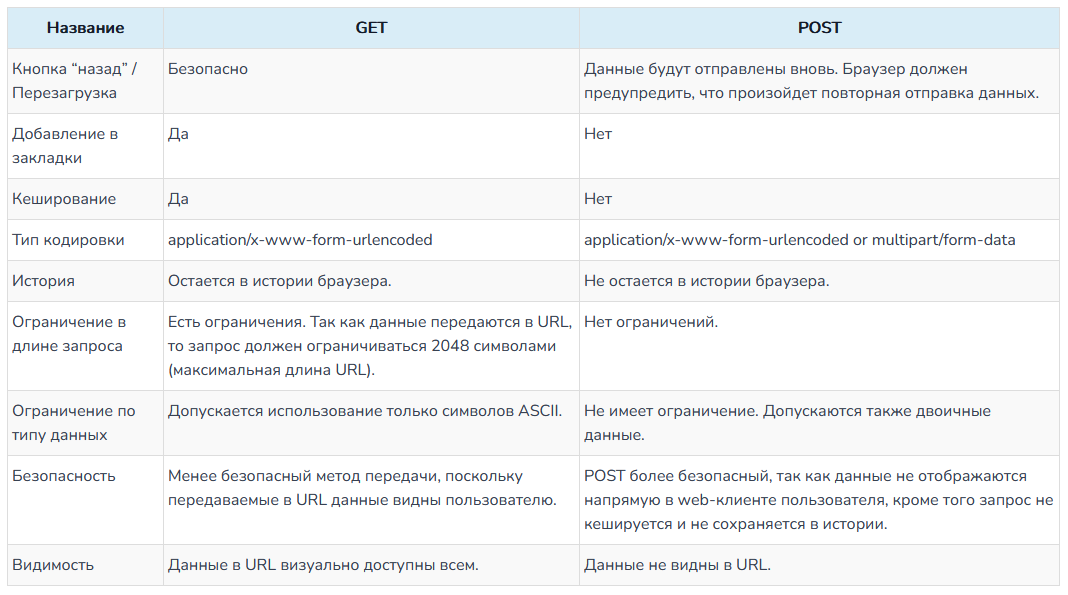 Название GET POST
Кнопка “назад” / Безопасно Данные будут отправлены вновь. Браузер должен
Перезагрузка предупредить, что произойдет повторная отправка данных.
Добавление в Да Нет
закладки
Кеширование Да Нет
Тип кодировки application/x-www-form-urlencoded application/x-www-form-urlencoded or multipart/form-data
История Остается в истории браузера. Не остается в истории браузера.
Ограничение в Есть ограничения. Так как данные передаются в URL, Нет ограничений.
длине запроса то запрос должен ограничиваться 2048 символами
(максимальная длина URL).
Ограничение по Допускается использование только символов ASCII. Не имеет ограничение. Допускаются также двоичные
типу данных данные.
Безопасность Менее безопасный метод передачи, поскольку POST более безопасный, так как данные не отображаются
передаваемые в URL данные видны пользователю. напрямую в web-клиенте пользователя, кроме того запрос не
кешируется и не сохраняется в истории.
Видимость Данные в URL визуально доступны всем. Данные не видны в URL.